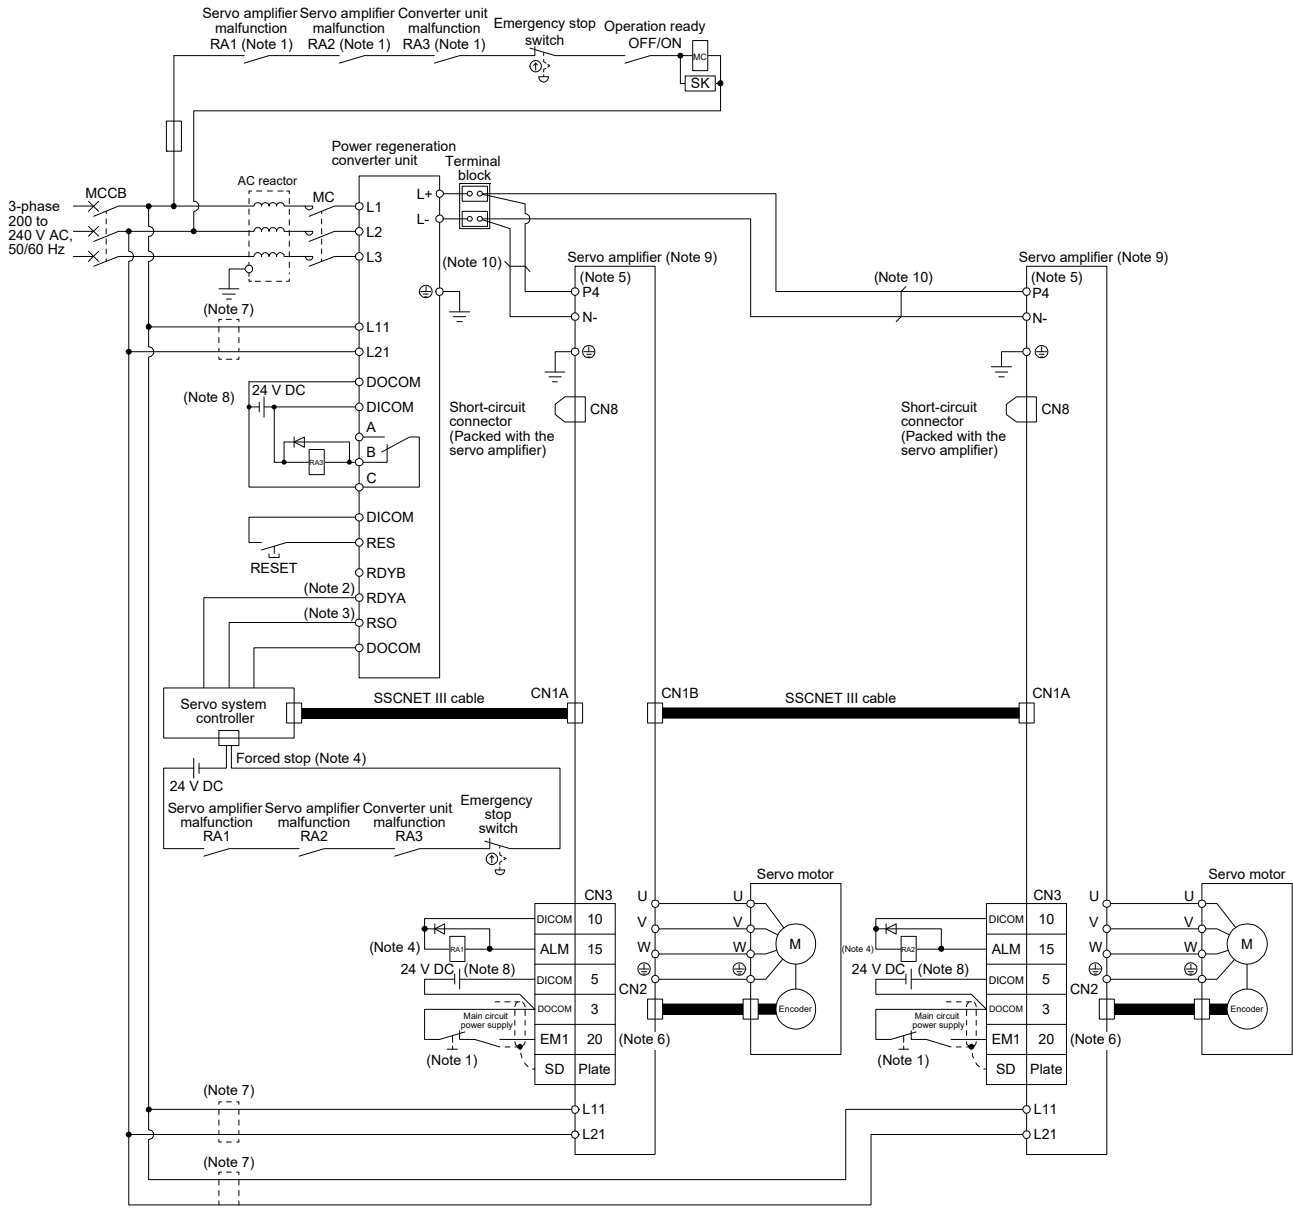 Servo amplifier
malfunction
RA1 (Note 1)
Servo amplifier
malfunction
RA2 (Note 1)
Converter unit
malfunction
RA3 (Note 1)
Emergency stop
switch
Operation ready
OFF/ON
MC
SK
Power regeneration
converter unit
Terminal
block
AC reactor
MCCB
MC
3-phase
200 to
240 V AC,
50/60 Hz
L1
L2
L3
L+
L-
(Note 7)
L11
L21
(Note 10)
Servo amplifier (Note 9)
(Note 5)
P4
N-
(Note 10)
Servo amplifier (Note 9)
(Note 5)
P4
N-
DOCOM
(Note 8)
24 V DC
DICOM
A
B
RA3
C
DICOM
RES
RESET
RDYB
(Note 2)
RDYA
(Note 3)
RSO
DOCOM
Short-circuit
connector
(Packed with the
servo amplifier)
CN8
Short-circuit
connector
(Packed with the
servo amplifier)
CN8
Servo system
controller
SSCNET III cable
CN1A
CN1B
SSCNET III cable
CN1A
Forced stop (Note 4)
24 V DC
Servo amplifier
malfunction
RA1
Servo amplifier
malfunction
RA2
Converter unit
malfunction
RA3
Emergency
stop
switch
CN3
DICOM
10
ALM
15
DICOM
5
DOCOM
3
EM1
20
SD
Plate
(Note 4)
RA1
24 V DC
(Note 8)
Main circuit
power supply
(Note 1)
U
V
W
CN2
(Note 6)
Servo motor
U
V
W
M
Encoder
CN3
DICOM
10
ALM
15
DICOM
5
DOCOM
3
EM1
20
SD
Plate
(Note 4)
RA2
24 V DC
(Note 8)
Main circuit
power supply
(Note 1)
U
V
W
CN2
(Note 6)
Servo motor
U
V
W
M
Encoder
(Note 7)
L11
L21
L11
L21
(Note 7)